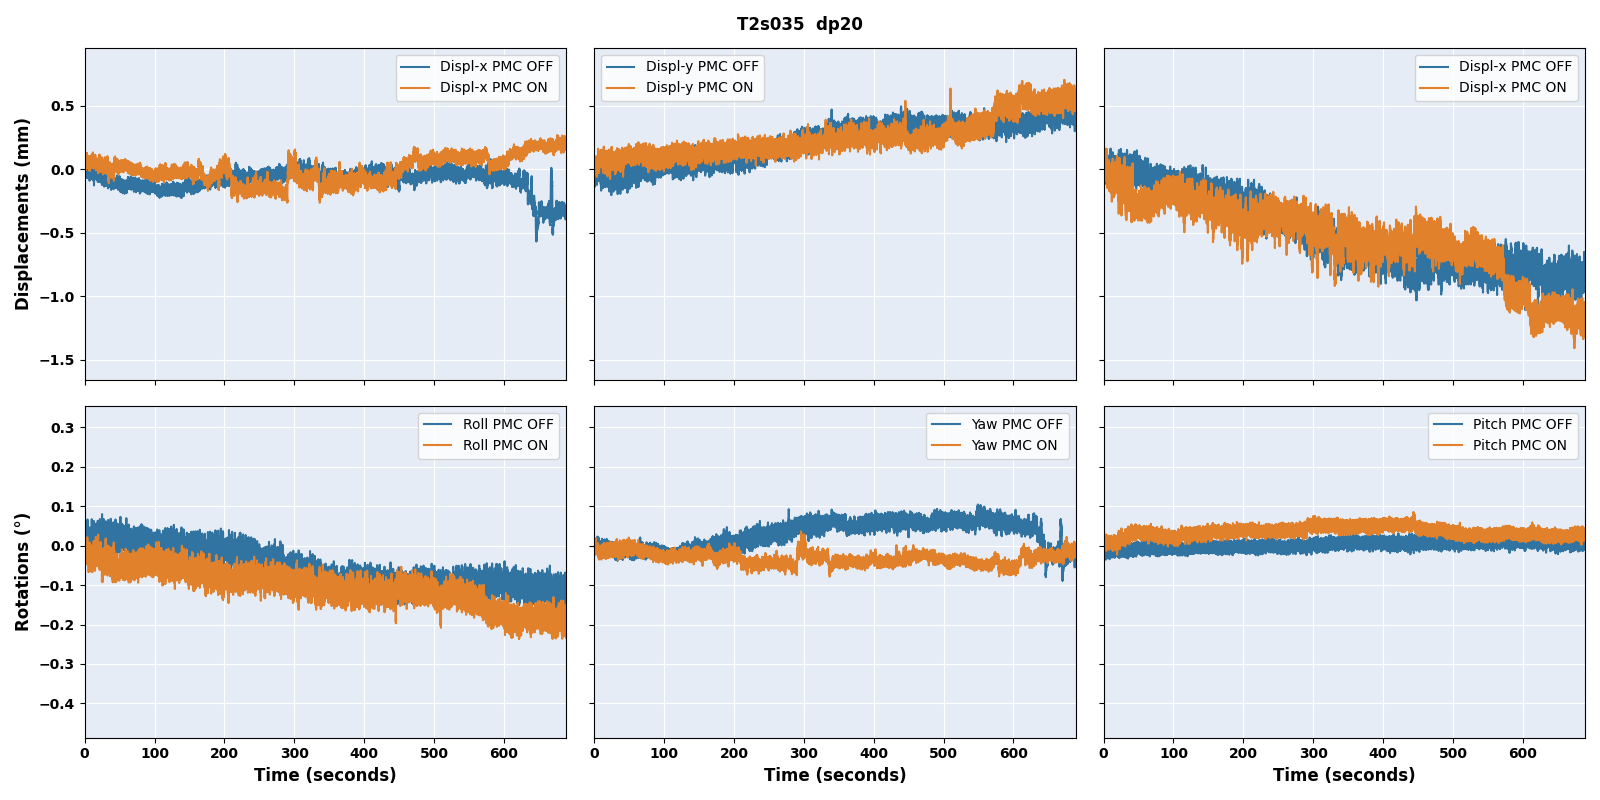 T2s035  dp20
Displ-x PMC OFF
Displ-x PMC ON
Displ-y PMC OFF
Displ-y PMC ON
Displ-x PMC OFF
Displ-x PMC ON
Displacements (mm)
0.5
0.0
−0.5
−1.0
−1.5
Roll PMC OFF
Roll PMC ON
Yaw PMC OFF
Yaw PMC ON
Pitch PMC OFF
Pitch PMC ON
Rotations (°)
0.3
0.2
0.1
0.0
−0.1
−0.2
−0.3
−0.4
0 100 200 300 400 500 600
0 100 200 300 400 500 600
0 100 200 300 400 500 600
Time (seconds)
Time (seconds)
Time (seconds)